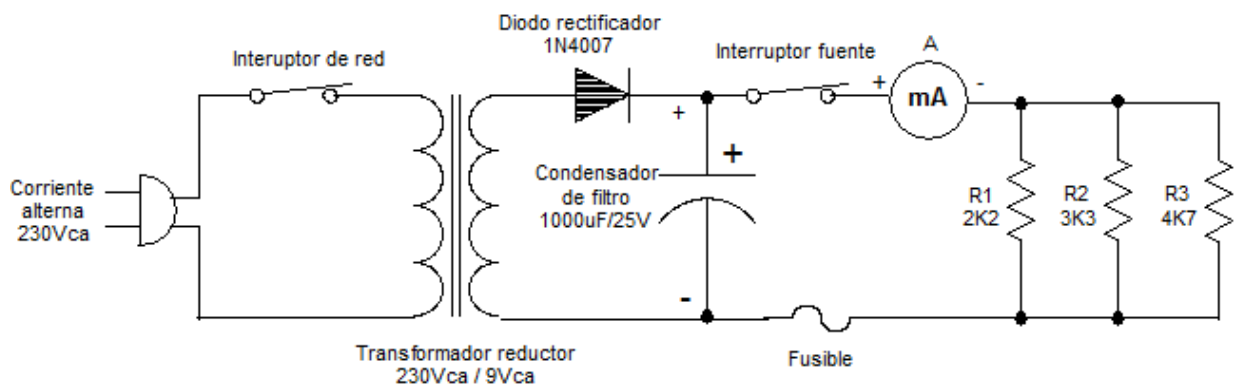 Diodo rectificador
1N4007
Interuptor de red
Interruptor fuente
A
+
-
mA
+
+
Condensador
de filtro
1000uF/25V
-
Corriente
alterna
230Vca
R1
2K2
R2
3K3
R3
4K7
Transformador reductor
230Vca / 9Vca
Fusible